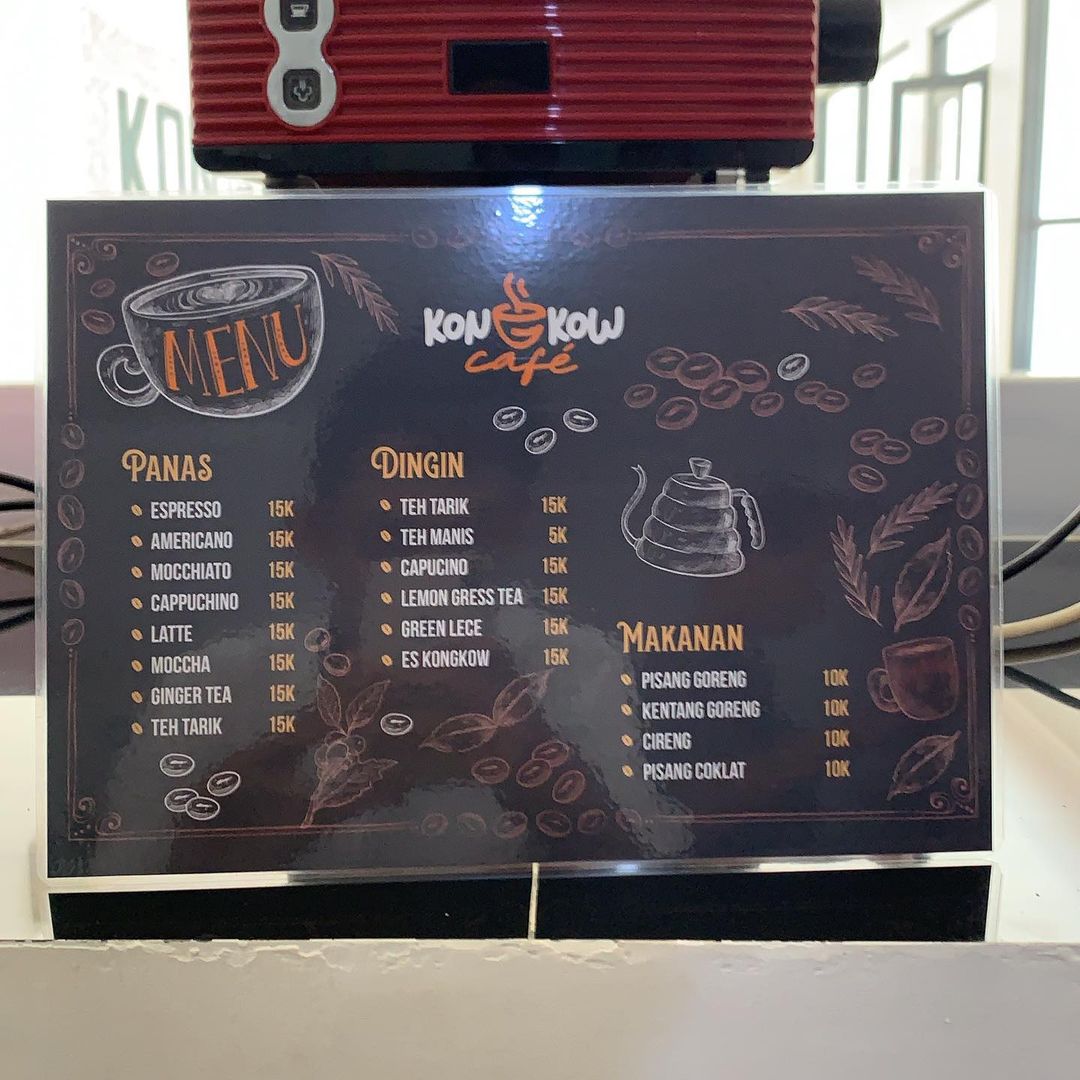 KO
MENU
KONGKOW
café
PANAS
ESPRESSO 15K
AMERICANO 15K
MOCCHIATO 15K
CAPPUCHINO 15K
LATTE 15K
MOCCHA 15K
GINGER TEA 15K
TEH TARIK 15K
DINGIN
TEH TARIK 15K
TEH MANIS 5K
CAPUCINO 15K
LEMON GRESS TEA 15K
GREEN LECE 15K
ES KONGKOW 15K
MAKANAN
PISANG GORENG 10K
KENTANG GORENG 10K
CIRENG 10K
PISANG COKLAT 10K